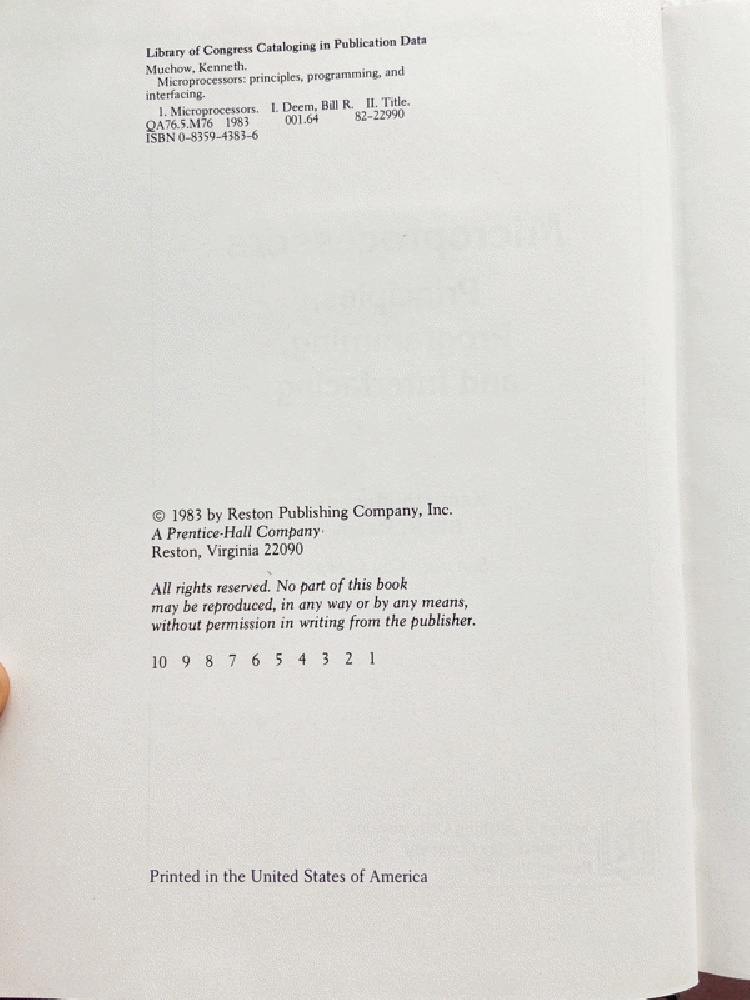 Library of Congress Cataloging in Publication Data
Muchow, Kenneth.
Microprocessors: principles, programming, and
interfacing.
1. Microprocessors. I. Deem, Bill R. II. Title.
QA76.5.M76 1983 001.64 82-22990
ISBN 0-8359-4383-6
© 1983 by Reston Publishing Company, Inc.
A Prentice-Hall Company
Reston, Virginia 22090
All rights reserved. No part of this book
may be reproduced, in any way or by any means,
without permission in writing from the publisher.
10 9 8 7 6 5 4 3 2 1
Printed in the United States of America